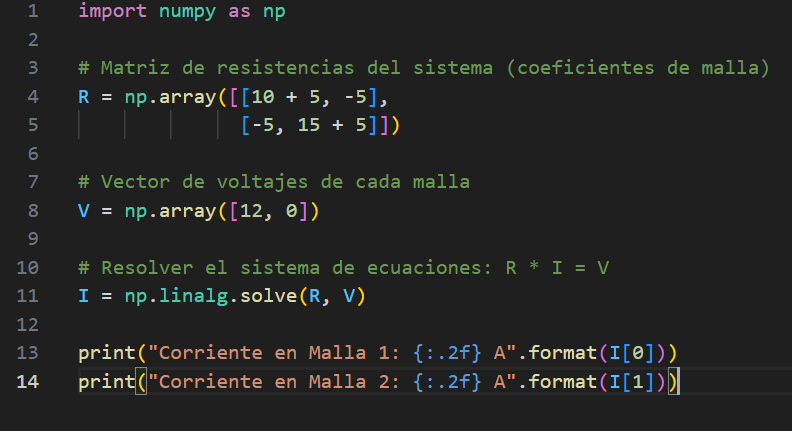 1 import numpy as np
2
3 # Matriz de resistencias del sistema (coeficientes de malla)
4 R = np.array([[10 + 5, -5],
5               [-5, 15 + 5]])
6
7 # Vector de voltajes de cada malla
8 V = np.array([12, 0])
9
10 # Resolver el sistema de ecuaciones: R * I = V
11 I = np.linalg.solve(R, V)
12
13 print("Corriente en Malla 1: {:.2f} A".format(I[0]))
14 print("Corriente en Malla 2: {:.2f} A".format(I[1]))